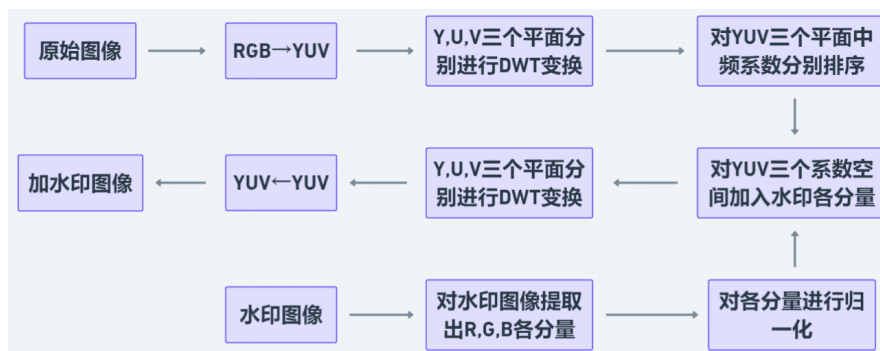 原始图像
RGB→YUV
Y,U,V三个平面分
别进行DWT变换
对YUV三个平面中
频系数分别排序
加水印图像
YUV←YUV
Y,U,V三个平面分
别进行DWT变换
对YUV三个系数空
间加入水印各分量
水印图像
对水印图像提取
出R,G,B各分量
对各分量进行归
一化